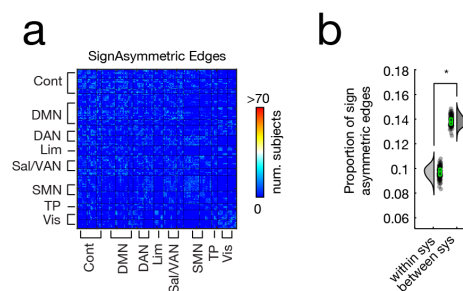 a
SignAsymmetric Edges
Cont
DMN
DAN
Lim
Sal/VAN
SMN
TP
Vis
Cont
DMN
DAN
Lim
Sal/VAN
SMN
TP
Vis
>70
0
num. subjects
b
*
Proportion of sign
asymmetric edges
0.18
0.16
0.14
0.12
0.1
0.08
0.06
within sys
between sys